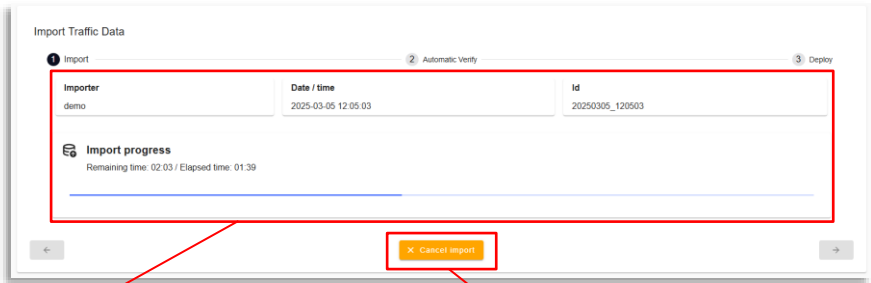 Import Traffic Data
1 Import 2 Automatic Verify 3 Deploy
Importer Date / time Id
demo 2025-03-05 12:05:03 20250305_120503
Import progress
Remaining time: 02:03 / Elapsed time: 01:39
Cancel import